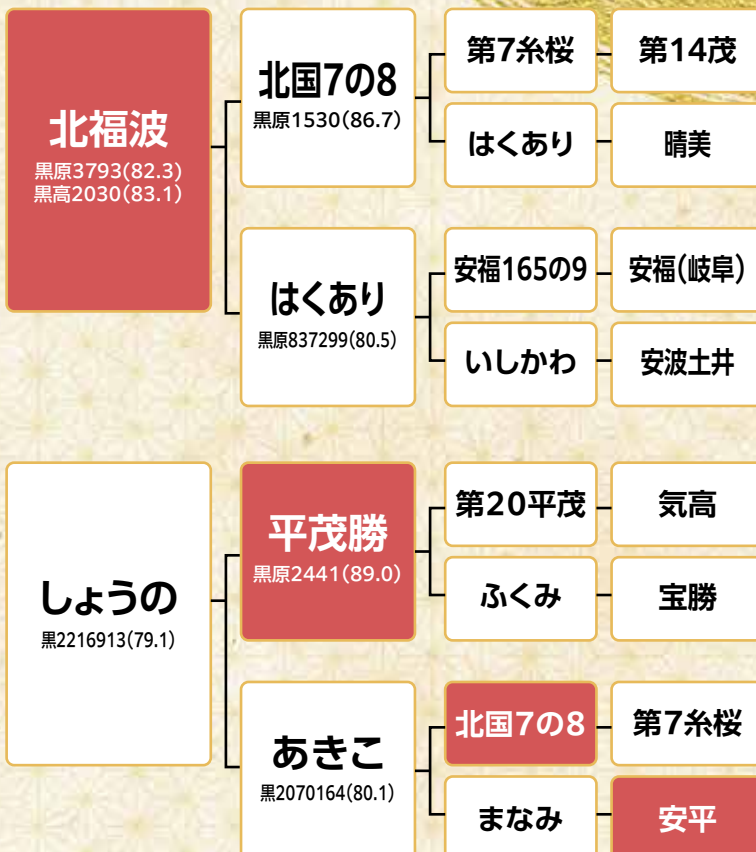 北福波
黒原3793(82.3)
黒高2030(83.1)
北国7の8
黒原1530(86.7)
第7糸桜
第14茂
はくあり
晴美
はくあり
黒原837299(80.5)
安福165の9
安福(岐阜)
いしかわ
安波土井
しょうの
黒2216913(79.1)
平茂勝
黒原2441(89.0)
第20平茂
気高
ふくみ
宝勝
あきこ
黒2070164(80.1)
北国7の8
第7糸桜
まなみ
安平